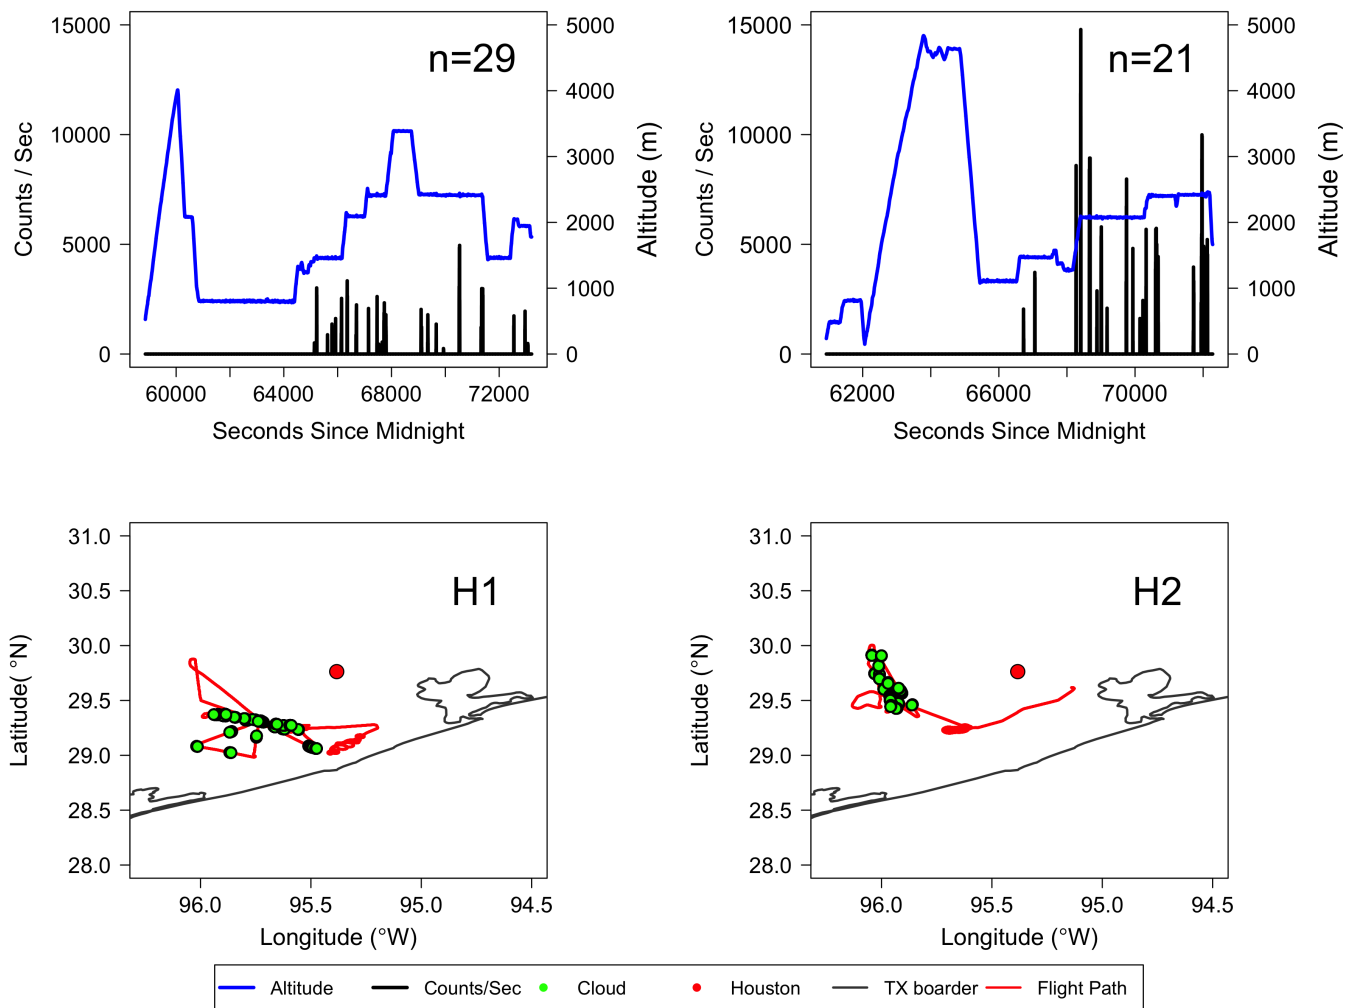 n=29
15000
10000
5000
0
Counts / Sec
5000
4000
3000
2000
1000
0
Altitude (m)
60000 64000 68000 72000
Seconds Since Midnight
n=21
15000
10000
5000
0
Counts / Sec
5000
4000
3000
2000
1000
0
Altitude (m)
62000 66000 70000
Seconds Since Midnight
H1
31.0
30.5
30.0
29.5
29.0
28.5
28.0
Latitude( °N)
96.0 95.5 95.0 94.5
Longitude (°W)
H2
31.0
30.5
30.0
29.5
29.0
28.5
28.0
Latitude (°N)
96.0 95.5 95.0 94.5
Longitude (°W)
Altitude Counts/Sec Cloud Houston TX boarder Flight Path